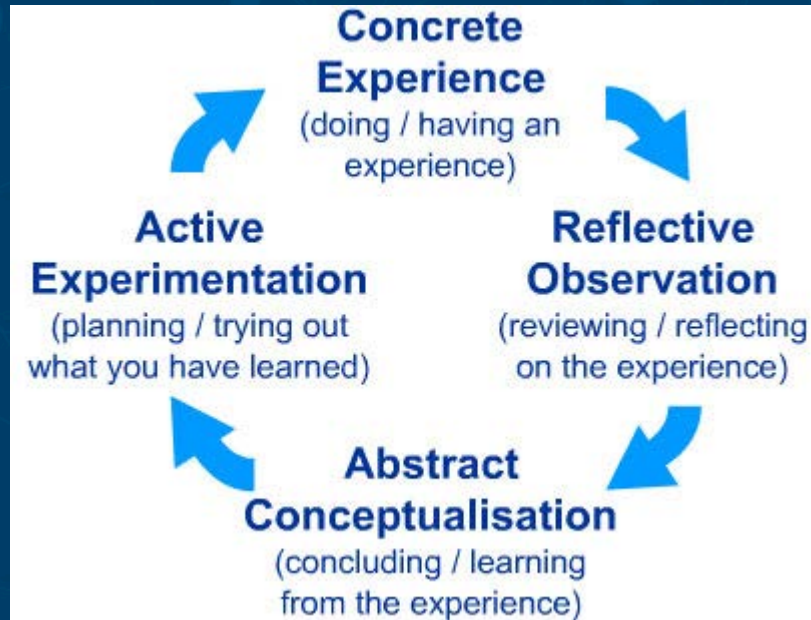 Concrete
Experience
(doing / having an
experience)
Reflective
Observation
(reviewing / reflecting
on the experience)
Abstract
Conceptualisation
(concluding / learning
from the experience)
Active
Experimentation
(planning / trying out
what you have learned)